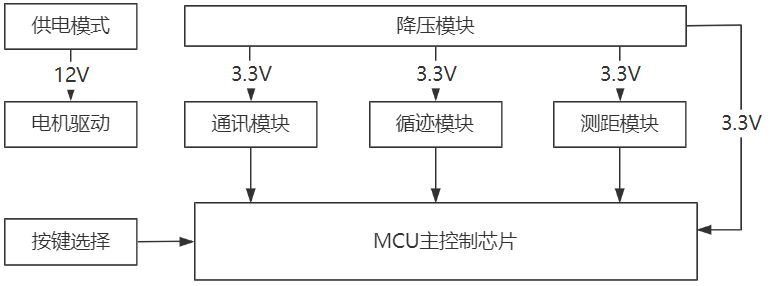 供电模式
降压模块
12V
3.3V
3.3V
3.3V
电机驱动
通讯模块
循迹模块
测距模块
3.3V
按键选择
MCU主控制芯片